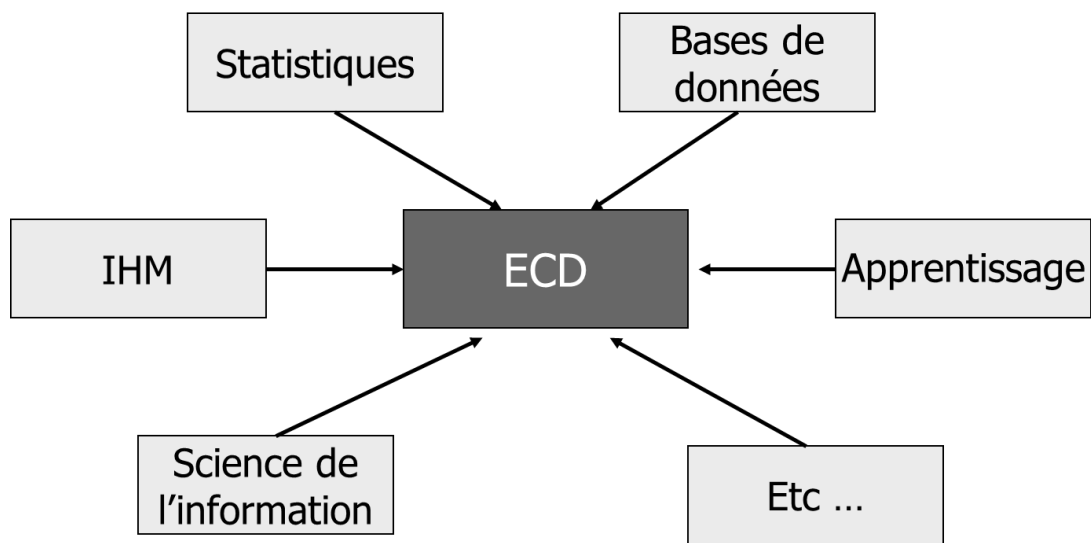 Statistiques
Bases de
données
IHM
ECD
Apprentissage
Science de
l’information
Etc ...